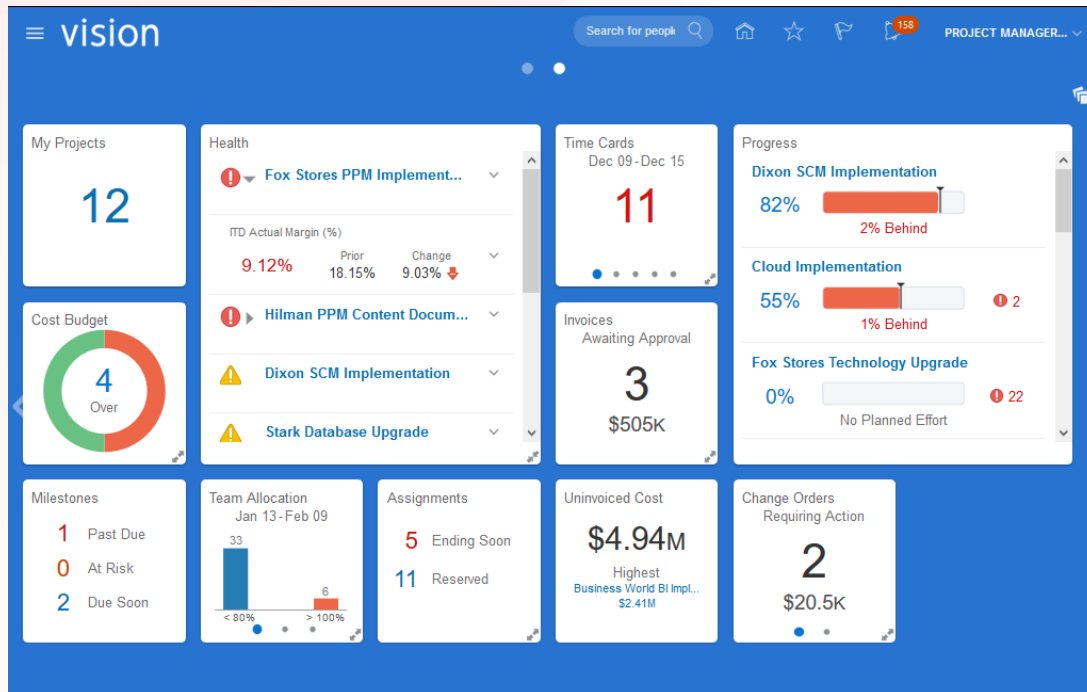 vision
Search for peopl
158
PROJECT MANAGER...
My Projects
12
Health
Fox Stores PPM Implement...
ITD Actual Margin (%)
9.12%
Prior
18.15%
Change
9.03%
Hilman PPM Content Docum...
Dixon SCM Implementation
Stark Database Upgrade
Time Cards
Dec 09-Dec 15
11
Progress
Dixon SCM Implementation
82%
2% Behind
Cloud Implementation
55%
2
1% Behind
Fox Stores Technology Upgrade
0%
22
No Planned Effort
Cost Budget
4
Over
Invoices
Awaiting Approval
3
$505K
Milestones
1 Past Due
0 At Risk
2 Due Soon
Team Allocation
Jan 13-Feb 09
33
6
< 80%
> 100%
Assignments
5 Ending Soon
11 Reserved
Uninvoiced Cost
$4.94M
Highest
Business World BI Impl...
$2.41M
Change Orders
Requiring Action
2
$20.5K